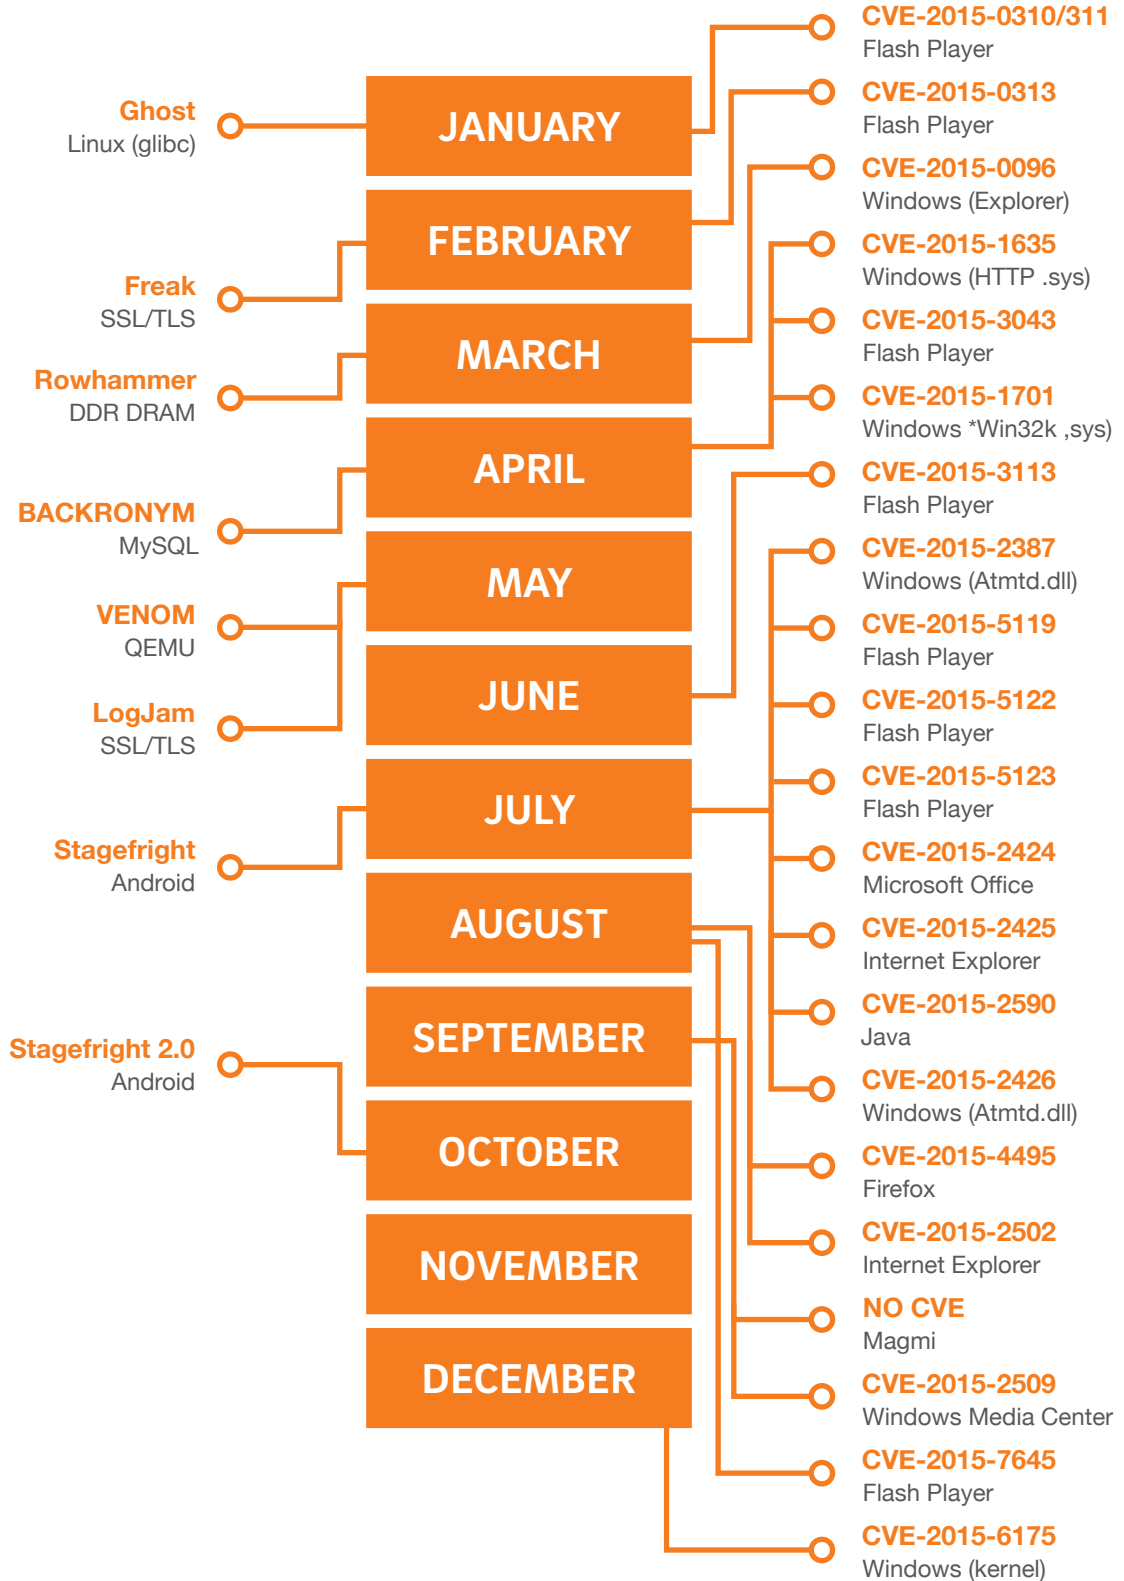 Ghost
Linux (glibc)
Freak
SSL/TLS
Rowhammer
DDR DRAM
BACKRONYM
MySQL
VENOM
QEMU
LogJam
SSL/TLS
Stagefright
Android
Stagefright 2.0
Android
JANUARY
FEBRUARY
MARCH
APRIL
MAY
JUNE
JULY
AUGUST
SEPTEMBER
OCTOBER
NOVEMBER
DECEMBER
CVE-2015-0310/311
Flash Player
CVE-2015-0313
Flash Player
CVE-2015-0096
Windows (Explorer)
CVE-2015-1635
Windows (HTTP .sys)
CVE-2015-3043
Flash Player
CVE-2015-1701
Windows *Win32k ,sys)
CVE-2015-3113
Flash Player
CVE-2015-2387
Windows (Atmtd.dll)
CVE-2015-5119
Flash Player
CVE-2015-5122
Flash Player
CVE-2015-5123
Flash Player
CVE-2015-2424
Microsoft Office
CVE-2015-2425
Internet Explorer
CVE-2015-2590
Java
CVE-2015-2426
Windows (Atmtd.dll)
CVE-2015-4495
Firefox
CVE-2015-2502
Internet Explorer
NO CVE
Magmi
CVE-2015-2509
Windows Media Center
CVE-2015-7645
Flash Player
CVE-2015-6175
Windows (kernel)